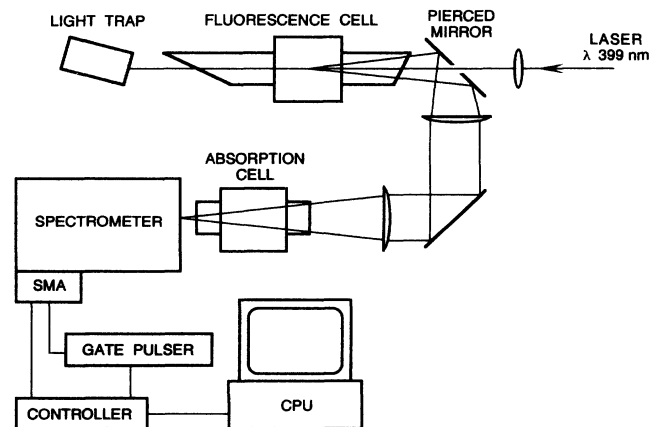 LIGHT TRAP
FLUORESCENCE CELL
PIERCED
MIRROR
LASER
λ 399 nm
ABSORPTION
CELL
SPECTROMETER
SMA
GATE PULSER
CONTROLLER
CPU